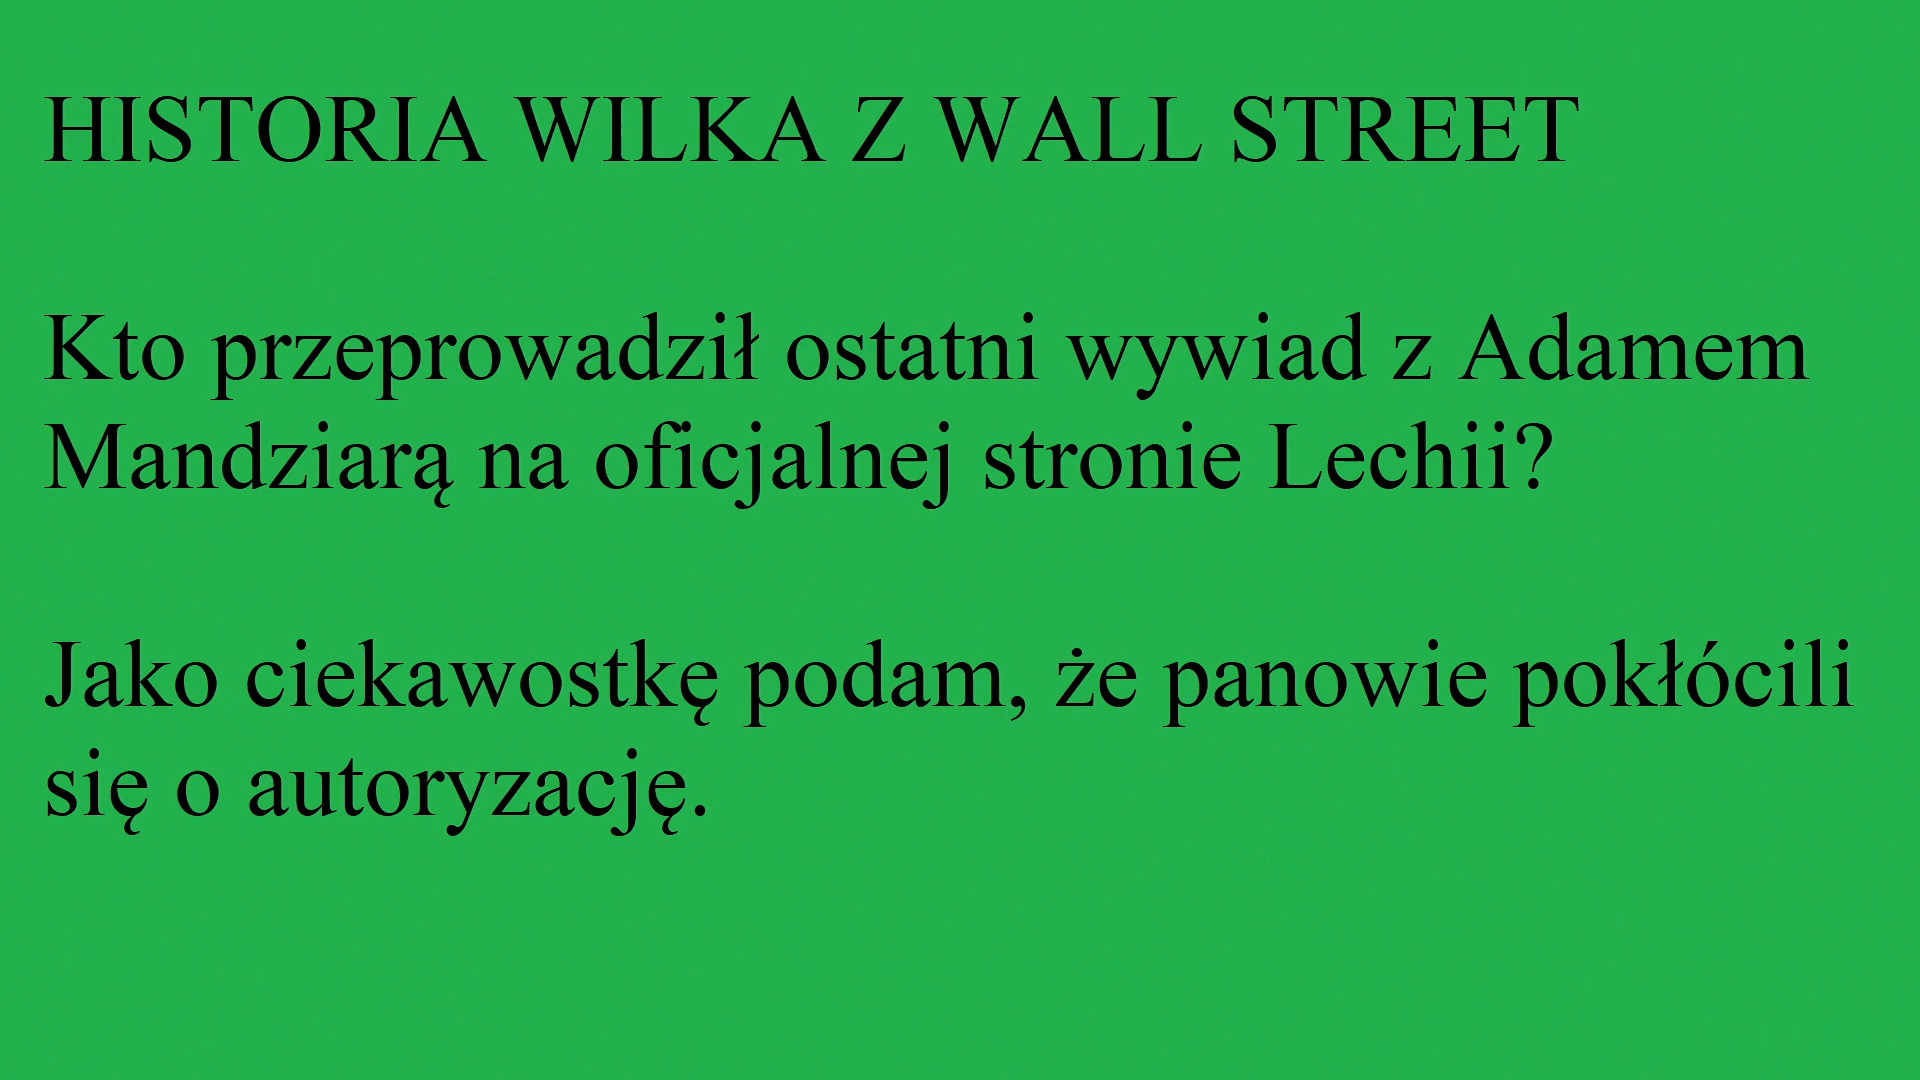 HISTORIA WILKA Z WALL STREET
Kto przeprowadził ostatni wywiad z Adamem
Mandziarą na oficjalnej stronie Lechii?
Jako ciekawostkę podam, że panowie pokłócili
się o autoryzację.